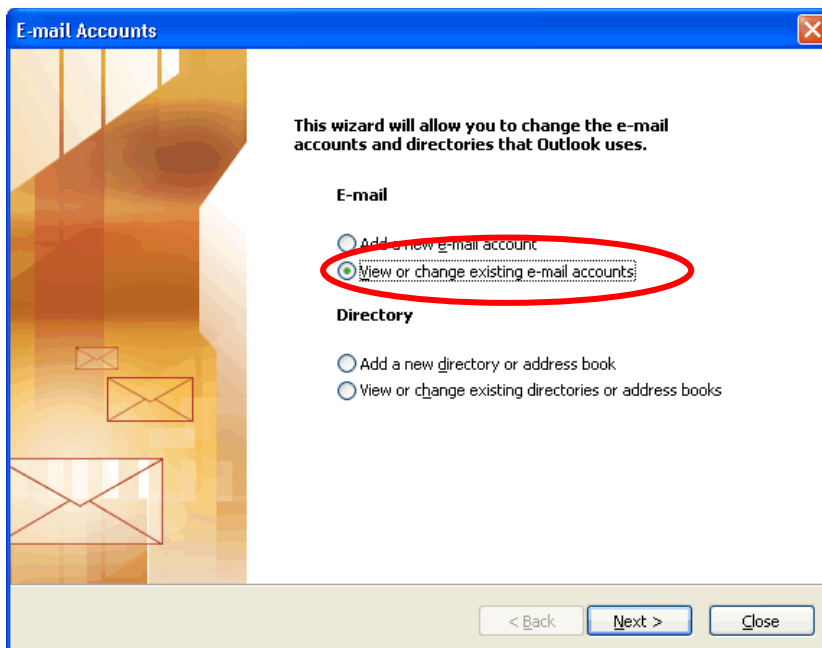 E-mail Accounts
This wizard will allow you to change the e-mail
accounts and directories that Outlook uses.
E-mail
Add a new e-mail account
View or change existing e-mail accounts
Directory
Add a new directory or address book
View or change existing directories or address books
< Back
Next >
Close